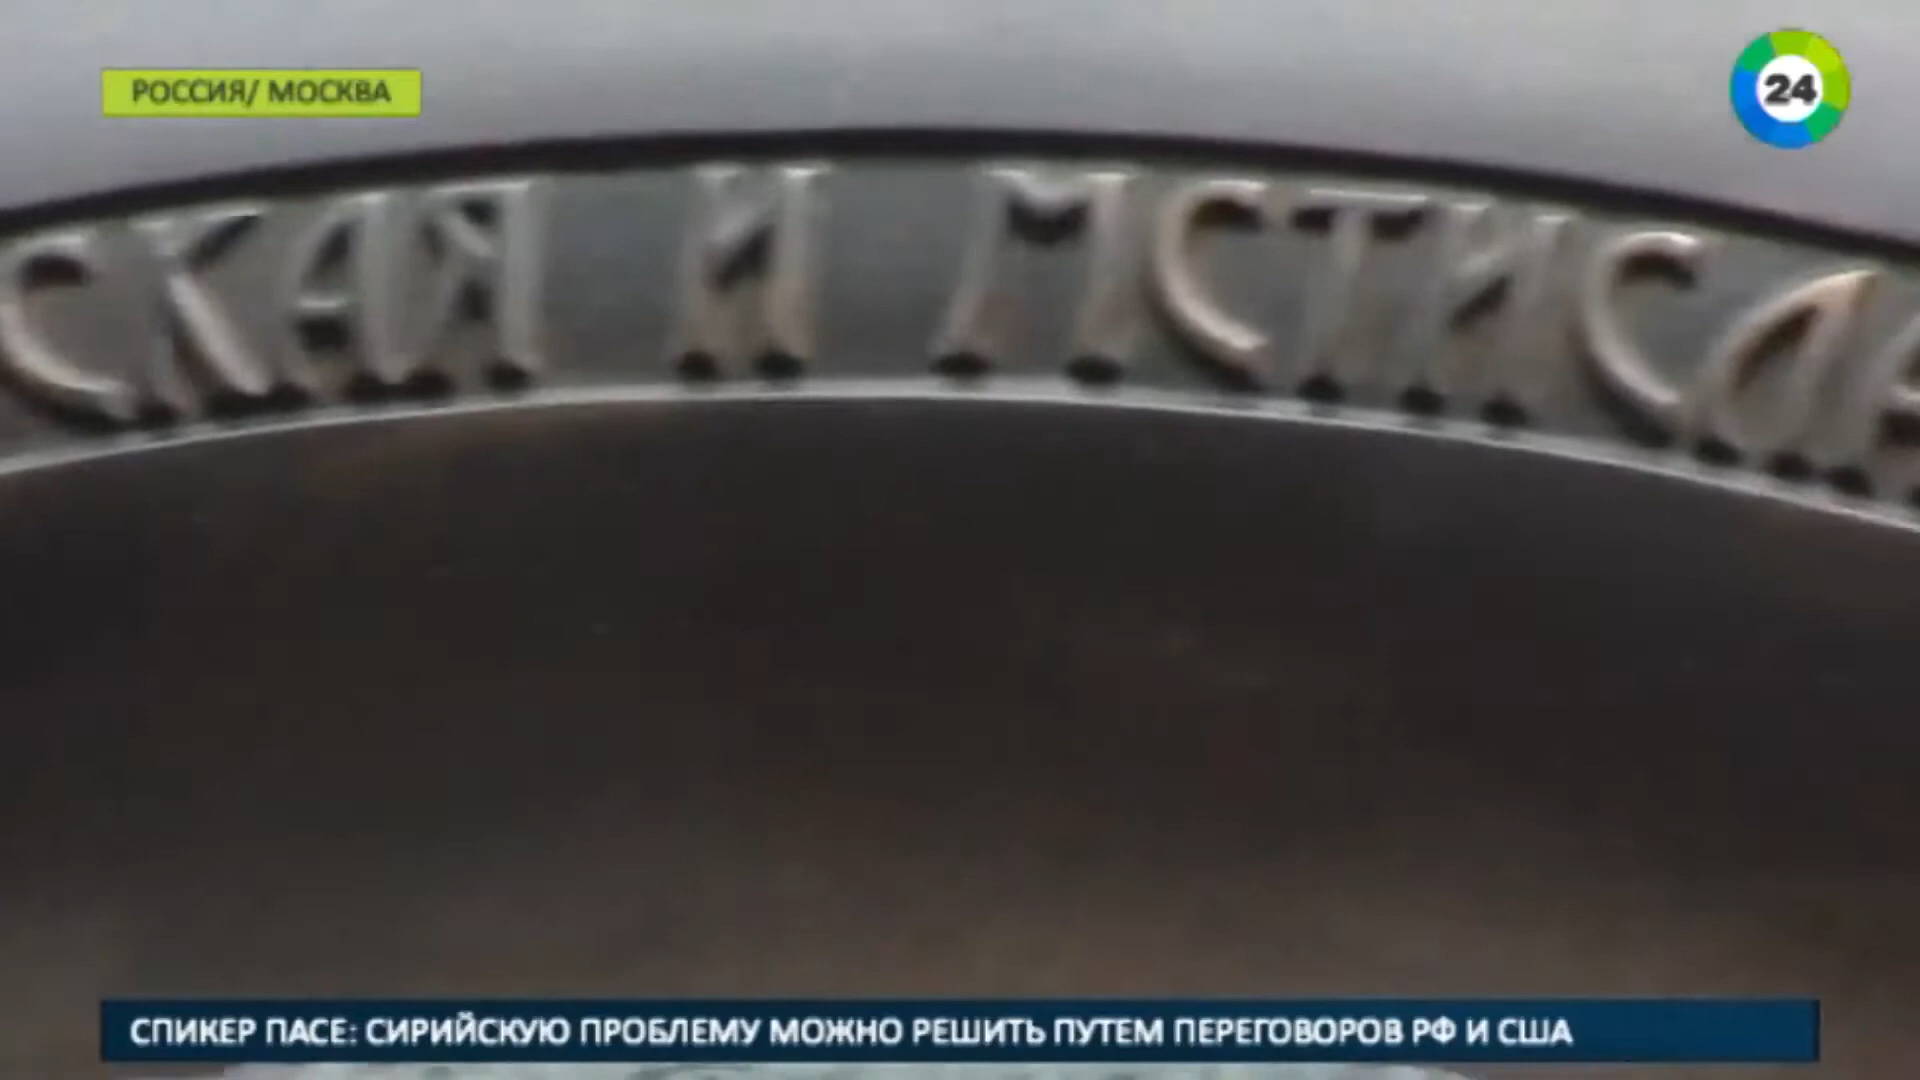 РОССИЯ/ МОСКВА
24
СКАЯ И МСТИСЛА
СПИКЕР ПАСЕ: СИРИЙСКУЮ ПРОБЛЕМУ МОЖНО РЕШИТЬ ПУТЕМ ПЕРЕГОВОРОВ РФ И США